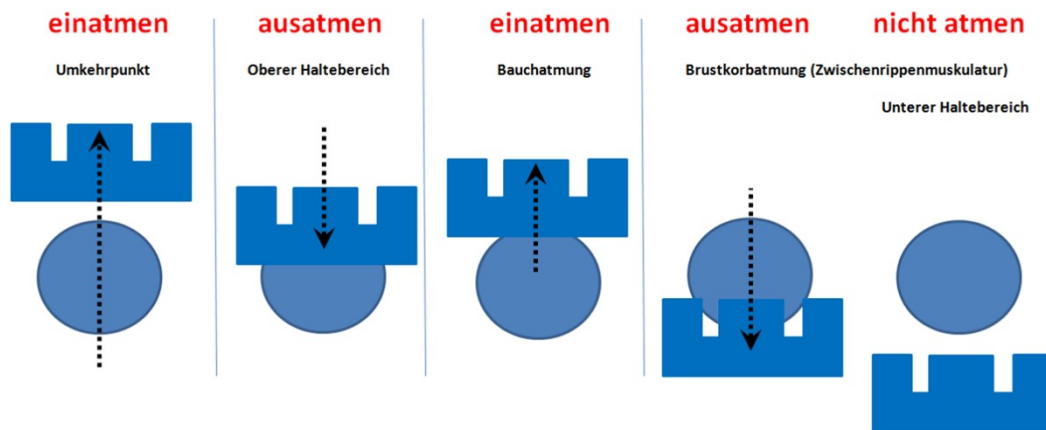 einatmen
Umkehrpunkt
ausatmen
Oberer Haltebereich
einatmen
Bauchatmung
ausatmen
nicht atmen
Brustkorbatmung (Zwischenrippenmuskulatur)
Unterer Haltebereich